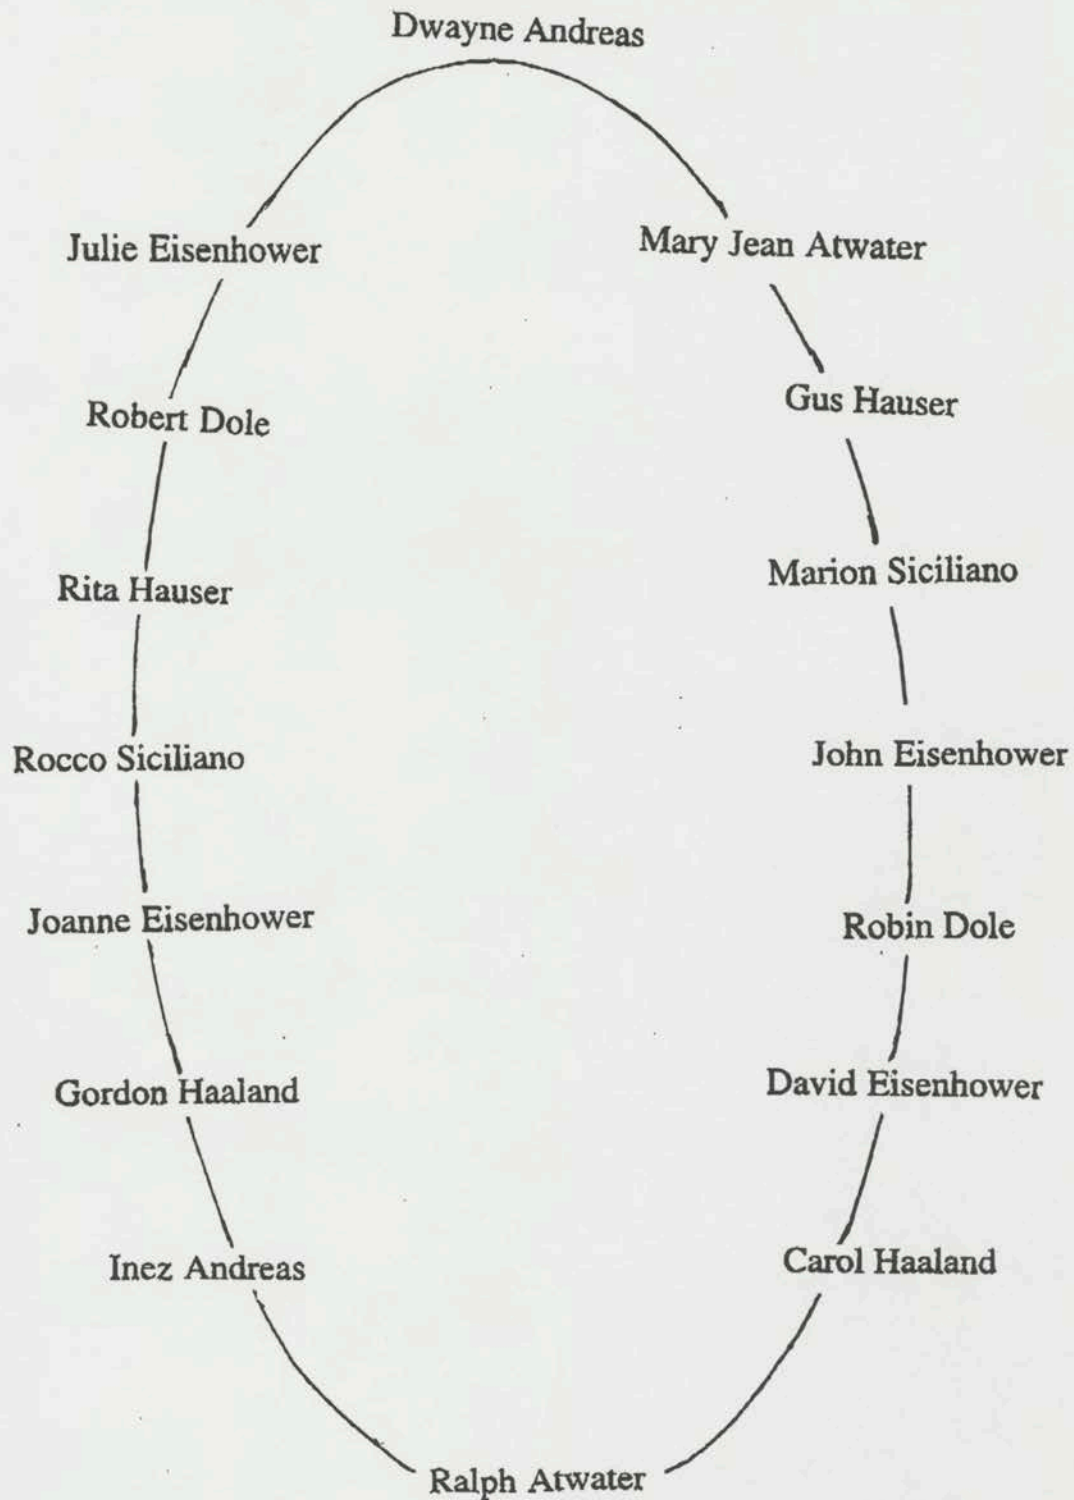 Dwayne Andreas
Julie Eisenhower
Mary Jean Atwater
Robert Dole
Gus Hauser
Rita Hauser
Marion Siciliano
Rocco Siciliano
John Eisenhower
Joanne Eisenhower
Robin Dole
Gordon Haaland
David Eisenhower
Inez Andreas
Carol Haaland
Ralph Atwater